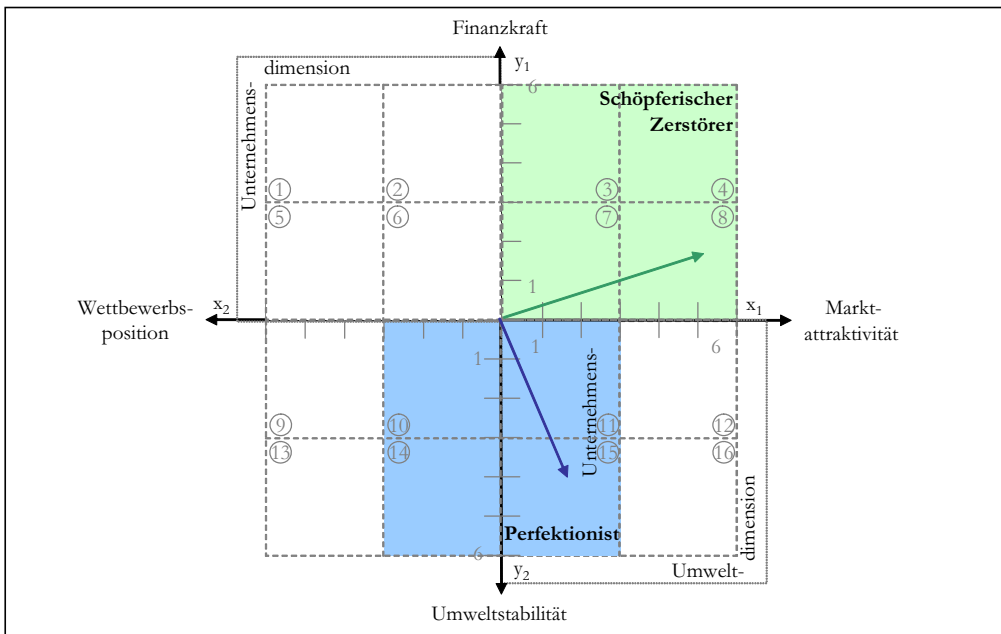 Finanzkraft
dimension
y1
6
Schöpferischer
Zerstörer
Unternehmens-
1 2 3 4
5 6 7 8
1
Wettbewerbs-
position
x2
x1
Markt-
attraktivität
1
1
6
Unternehmens-
9 10 11 12
13 14 15 16
dimension
Perfektionist
6
y2
Umwelt-
Umweltstabilität